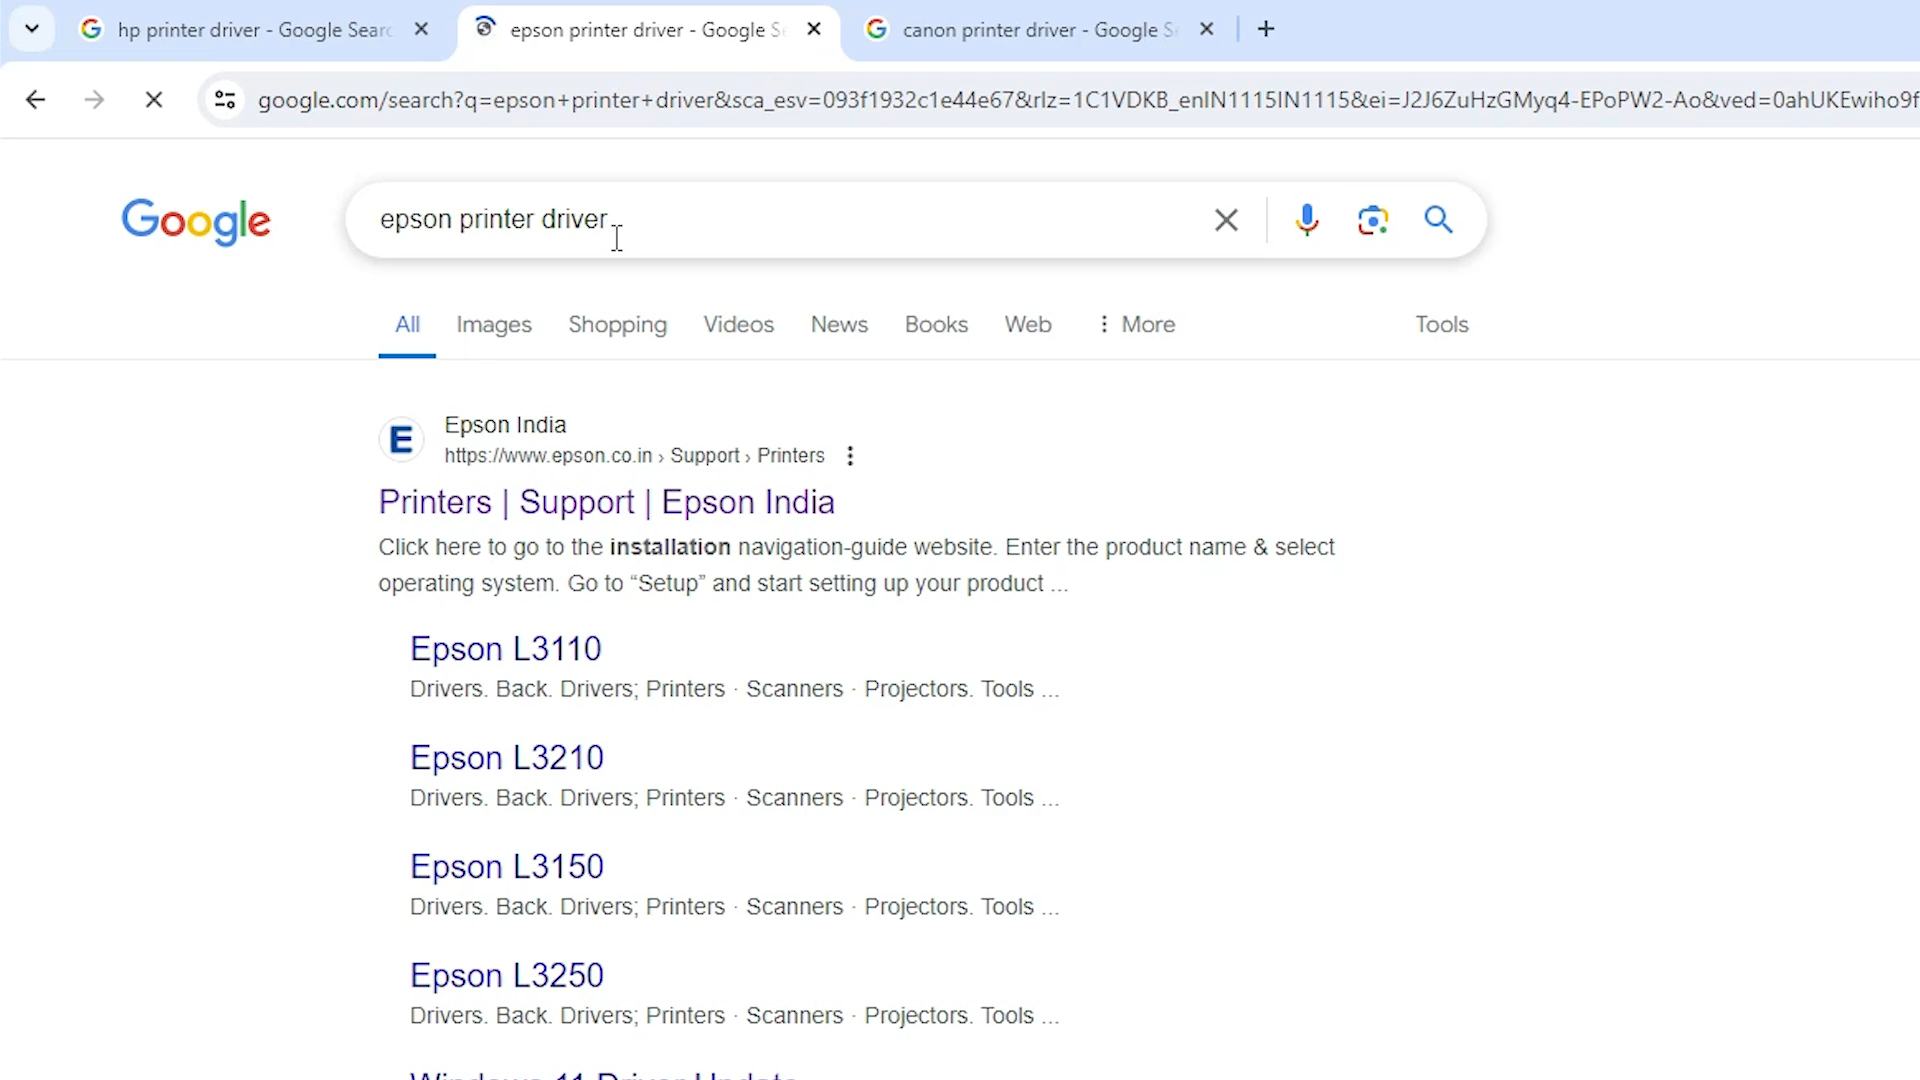 hp printer driver - Google Searc
epson printer driver - Google Se
canon printer driver - Google S
google.com/search?q=epson+printer+driver&sca_esv=093f1932c1e44e67&rlz=1C1VDKB_enIN1115IN1115&ei=J2J6ZuHzGMyq4-EPoPW2-Ao&ved=0ahUKEwiho9f
Google
epson printer driver
All Images Shopping Videos News Books Web More Tools
E
Epson India
https://www.epson.co.in › Support › Printers
Printers | Support | Epson India
Click here to go to the installation navigation-guide website. Enter the product name & select
operating system. Go to “Setup” and start setting up your product ...
Epson L3110
Drivers. Back. Drivers; Printers · Scanners · Projectors. Tools ...
Epson L3210
Drivers. Back. Drivers; Printers · Scanners · Projectors. Tools ...
Epson L3150
Drivers. Back. Drivers; Printers · Scanners · Projectors. Tools ...
Epson L3250
Drivers. Back. Drivers; Printers · Scanners · Projectors. Tools ...
Windows 11 Driver Update